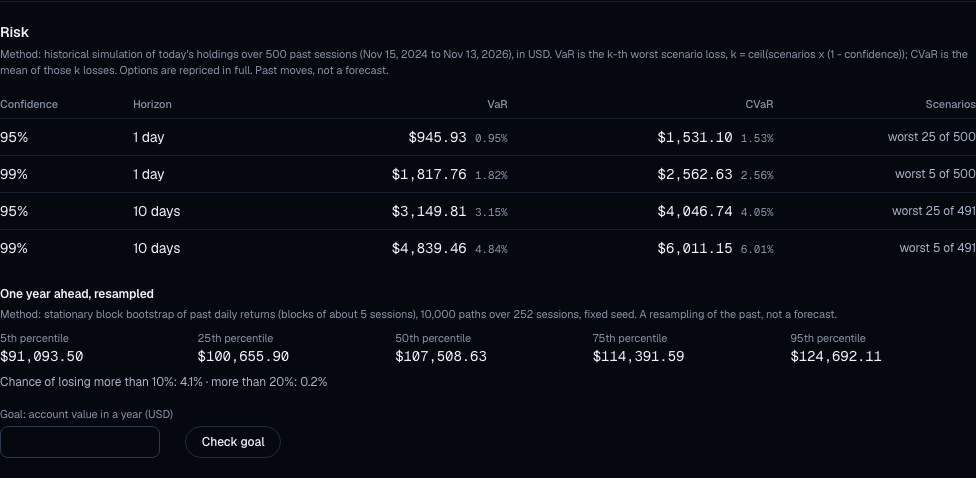 Risk
Method: historical simulation of today's holdings over 500 past sessions (Nov 15, 2024 to Nov 13, 2026), in USD. VaR is the k-th worst scenario loss, k = ceil(scenarios x (1 - confidence)); CVaR is the
mean of those k losses. Options are repriced in full. Past moves, not a forecast.
Confidence Horizon VaR CVaR Scenarios
95% 1 day $945.93 0.95% $1,531.10 1.53% worst 25 of 500
99% 1 day $1,817.76 1.82% $2,562.63 2.56% worst 5 of 500
95% 10 days $3,149.81 3.15% $4,046.74 4.05% worst 25 of 491
99% 10 days $4,839.46 4.84% $6,011.15 6.01% worst 5 of 491
One year ahead, resampled
Method: stationary block bootstrap of past daily returns (blocks of about 5 sessions), 10,000 paths over 252 sessions, fixed seed. A resampling of the past, not a forecast.
5th percentile 25th percentile 50th percentile 75th percentile 95th percentile
$91,093.50 $100,655.90 $107,508.63 $114,391.59 $124,692.11
Chance of losing more than 10%: 4.1% · more than 20%: 0.2%
Goal: account value in a year (USD)
Check goal